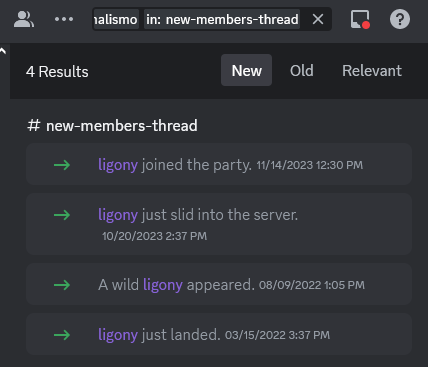 nalismo in: new-members-thread
4 Results New Old Relevant
# new-members-thread
ligony joined the party. 11/14/2023 12:30 PM
ligony just slid into the server.
10/20/2023 2:37 PM
A wild ligony appeared. 08/09/2022 1:05 PM
ligony just landed. 03/15/2022 3:37 PM